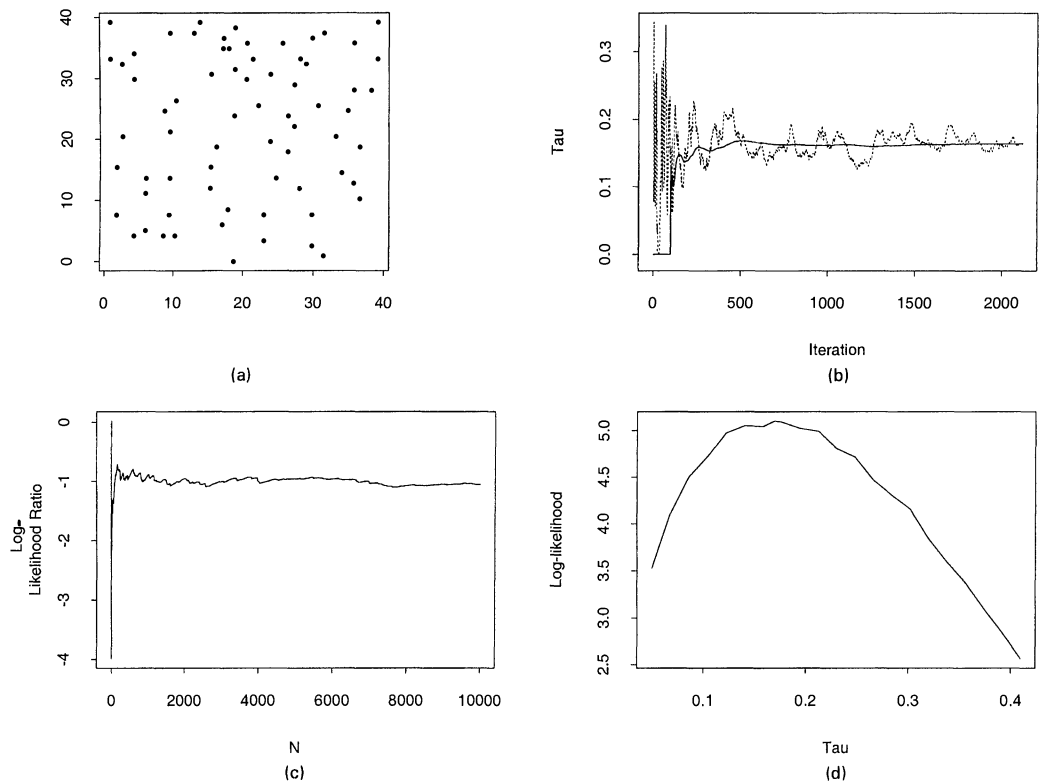 40
30
20
10
0
0 10 20 30 40
(a)
Tau
0.3
0.2
0.1
0.0
0 500 1000 1500 2000
Iteration
(b)
Log-
Likelihood Ratio
0
-1
-2
-3
-4
0 2000 4000 6000 8000 10000
N
(c)
Log-likelihood
5.0
4.5
4.0
3.5
3.0
2.5
0.1 0.2 0.3 0.4
Tau
(d)